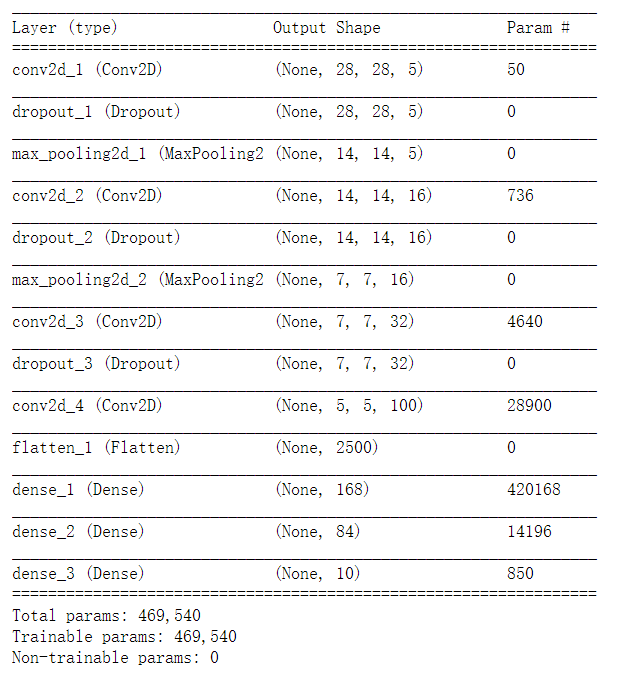 Layer (type) Output Shape Param #
conv2d_1 (Conv2D) (None, 28, 28, 5) 50
dropout_1 (Dropout) (None, 28, 28, 5) 0
max_pooling2d_1 (MaxPooling2 (None, 14, 14, 5) 0
conv2d_2 (Conv2D) (None, 14, 14, 16) 736
dropout_2 (Dropout) (None, 14, 14, 16) 0
max_pooling2d_2 (MaxPooling2 (None, 7, 7, 16) 0
conv2d_3 (Conv2D) (None, 7, 7, 32) 4640
dropout_3 (Dropout) (None, 7, 7, 32) 0
conv2d_4 (Conv2D) (None, 5, 5, 100) 28900
flatten_1 (Flatten) (None, 2500) 0
dense_1 (Dense) (None, 168) 420168
dense_2 (Dense) (None, 84) 14196
dense_3 (Dense) (None, 10) 850
Total params: 469,540
Trainable params: 469,540
Non-trainable params: 0